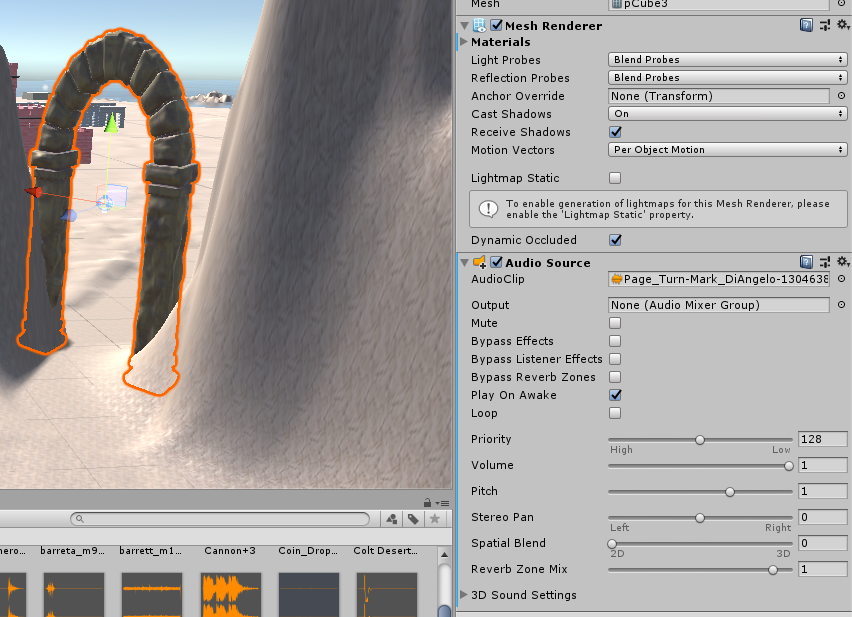 Mesh
pCube3
Mesh Renderer
Materials
Light Probes
Blend Probes
Reflection Probes
Blend Probes
Anchor Override
None (Transform)
Cast Shadows
On
Receive Shadows
Motion Vectors
Per Object Motion
Lightmap Static
To enable generation of lightmaps for this Mesh Renderer, please
enable the 'Lightmap Static' property.
Dynamic Occluded
Audio Source
AudioClip
Page_Turn-Mark_DiAngelo-1304638
Output
None (Audio Mixer Group)
Mute
Bypass Effects
Bypass Listener Effects
Bypass Reverb Zones
Play On Awake
Loop
Priority
128
High
Low
Volume
1
Pitch
1
Stereo Pan
0
Left
Right
Spatial Blend
0
2D
3D
Reverb Zone Mix
1
3D Sound Settings
nero...
barreta_m9...
barrett_m1...
Cannon+3
Coin_Drop...
Colt Desert...